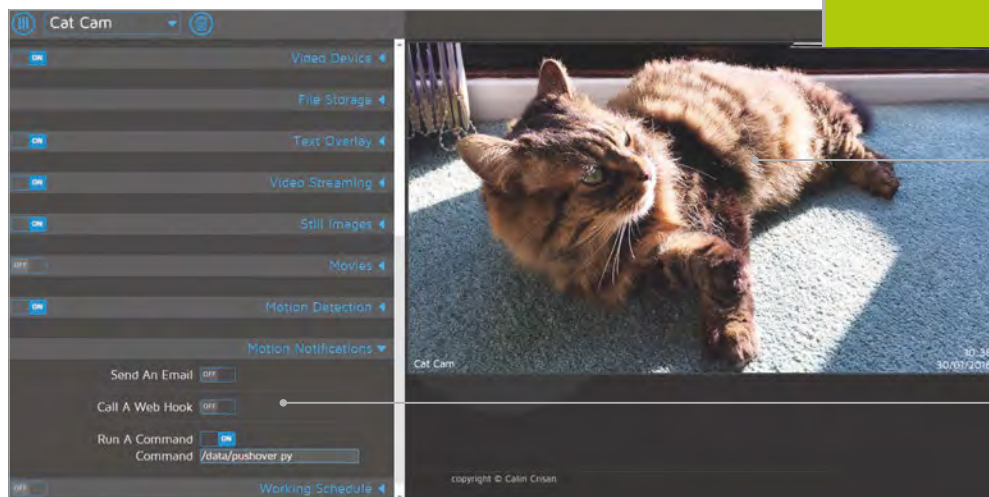 Cat Cam
ON Video Device
File Storage
ON Text Overlay
ON Video Streaming
ON Still Images
OFF Movies
ON Motion Detection
Motion Notifications
Send An Email OFF
Call A Web Hook OFF
Run A Command ON
Command /data/pushover.py
OFF Working Schedule
Cat Cam
10:38
30/07/2016
copyright © Calin Crisan